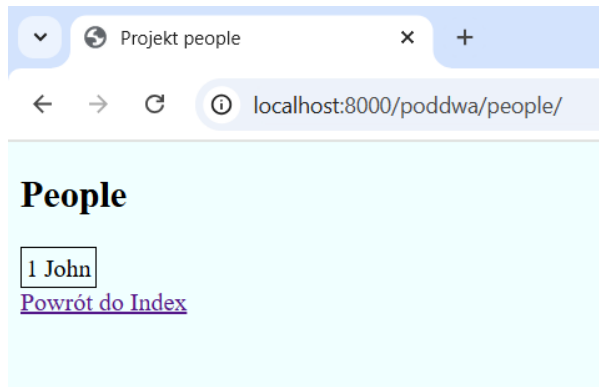 Projekt people
localhost:8000/poddwa/people/
People
1 John
Powrót do Index